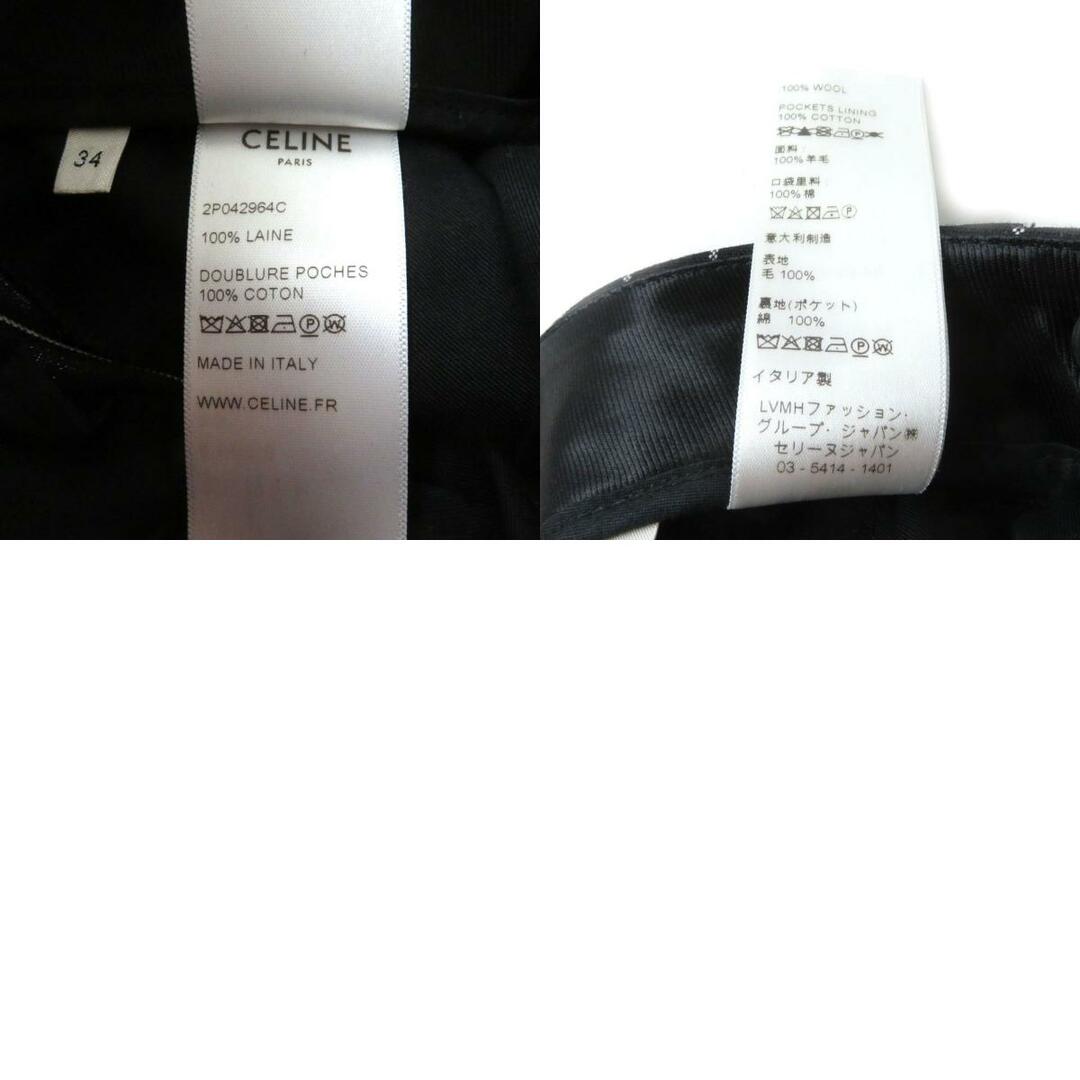 34
CELINE
PARIS
2P042964C
100% LAINE
DOUBLURE POCHES
100% COTON
MADE IN ITALY
WWW.CELINE.FR
100% WOOL
POCKETS LINING
100% COTTON
面料:
100%羊毛
口袋里料:
100%棉
意大利制造
表地
毛 100%
裏地(ポケット)
綿 100%
イタリア製
LVMHファッション・
グループ・ジャパン㈱
セリーヌジャパン
03 - 5414 - 1401